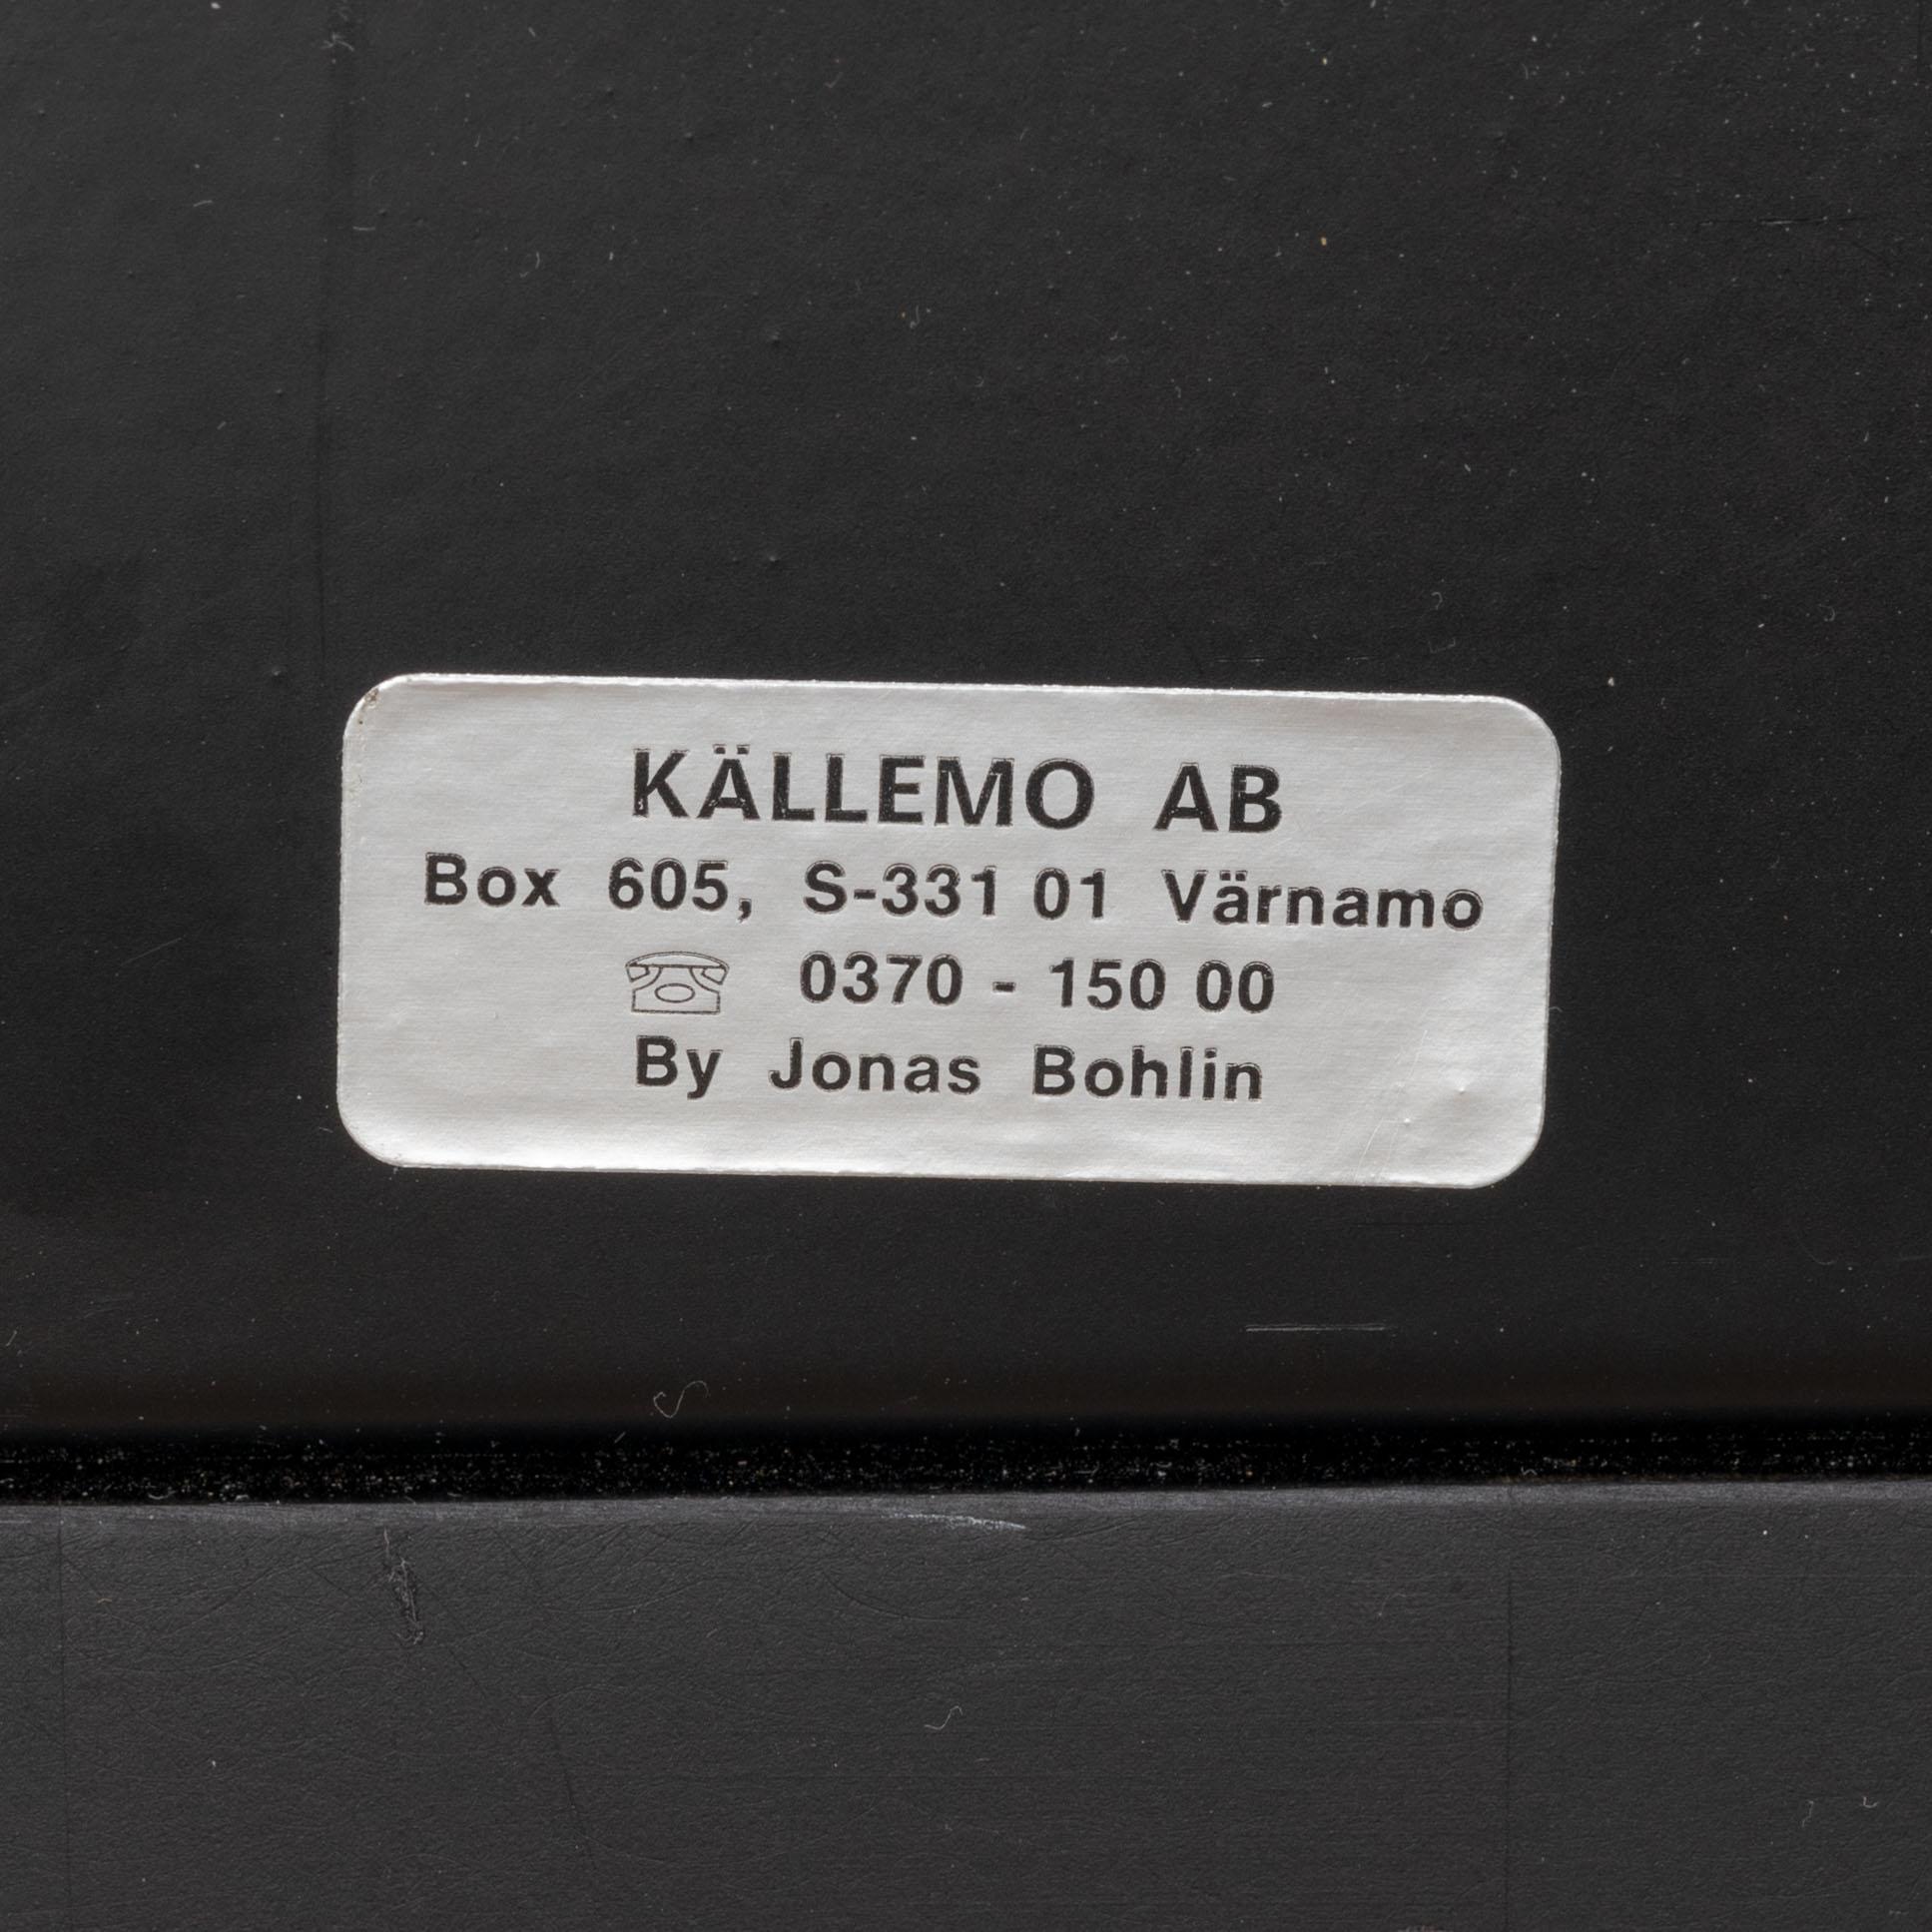 KÄLLEMO AB
Box 605, S-331 01 Värnamo
0370 - 150 00
By Jonas Bohlin